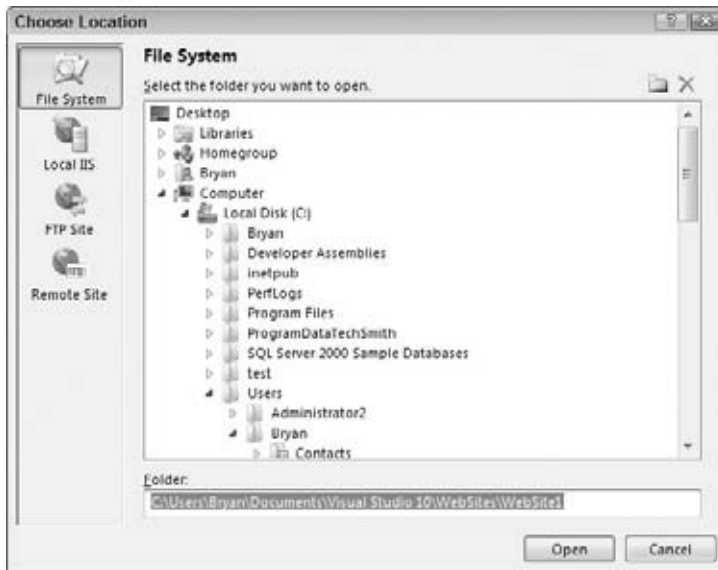 Choose Location
File System
Local IIS
FTP Site
Remote Site
File System
Select the folder you want to open.
Desktop
Libraries
Homegroup
Bryan
Computer
Local Disk (C:)
Bryan
Developer Assemblies
inetpub
PerfLogs
Program Files
ProgramDataTechSmith
SQL Server 2000 Sample Databases
test
Users
Administrator2
Bryan
Contacts
Folder:
C:\Users\Bryan\Documents\Visual Studio 10\WebSites\WebSite1
Open
Cancel